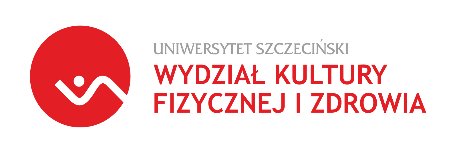 UNIWERSYTET SZCZECIŃSKI
WYDZIAŁ KULTURY
FIZYCZNEJ I ZDROWIA